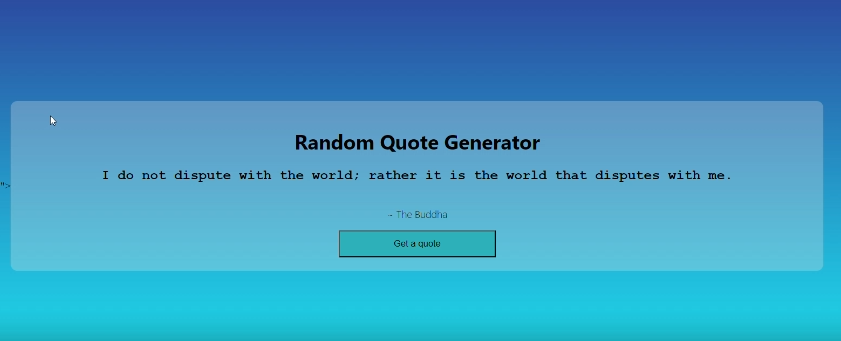 Random Quote Generator
I do not dispute with the world; rather it is the world that disputes with me.
">
~ The Buddha
Get a quote